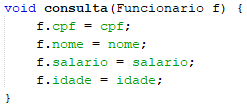 void consulta(Funcionario f) {
    f.cpf = cpf;
    f.nome = nome;
    f.salario = salario;
    f.idade = idade;
}